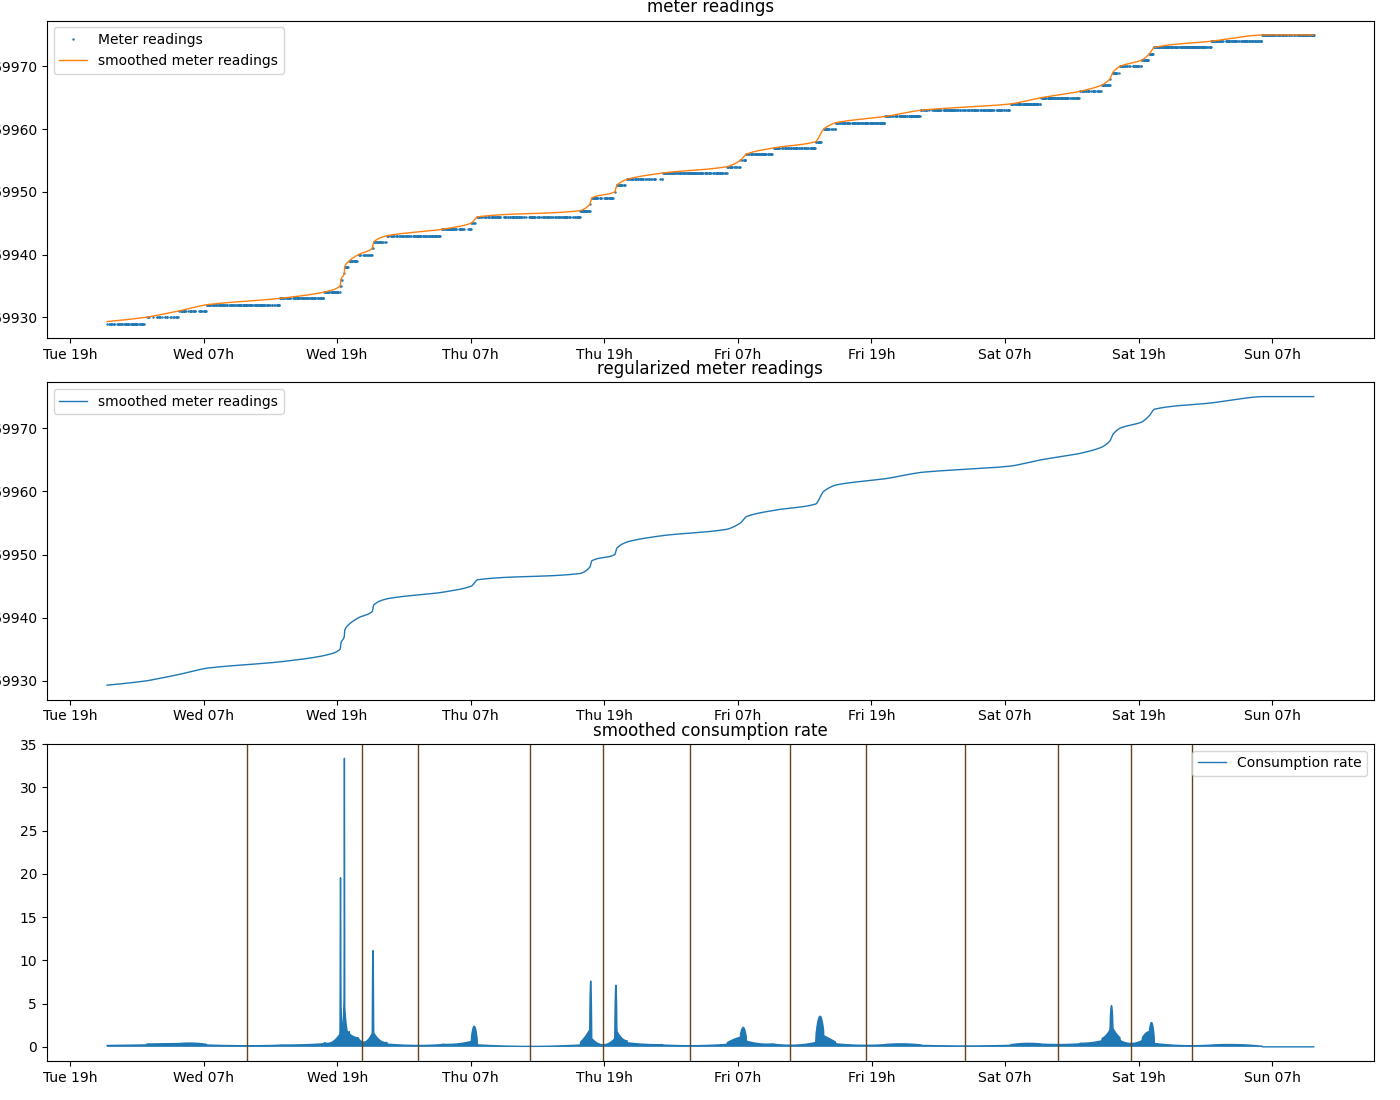 meter readings
Meter readings
smoothed meter readings
9970
9960
9950
9940
9930
Tue 19h Wed 07h Wed 19h Thu 07h Thu 19h Fri 07h Fri 19h Sat 07h Sat 19h Sun 07h
regularized meter readings
smoothed meter readings
9970
9960
9950
9940
9930
Tue 19h Wed 07h Wed 19h Thu 07h Thu 19h Fri 07h Fri 19h Sat 07h Sat 19h Sun 07h
smoothed consumption rate
Consumption rate
35
30
25
20
15
10
5
0
Tue 19h Wed 07h Wed 19h Thu 07h Thu 19h Fri 07h Fri 19h Sat 07h Sat 19h Sun 07h